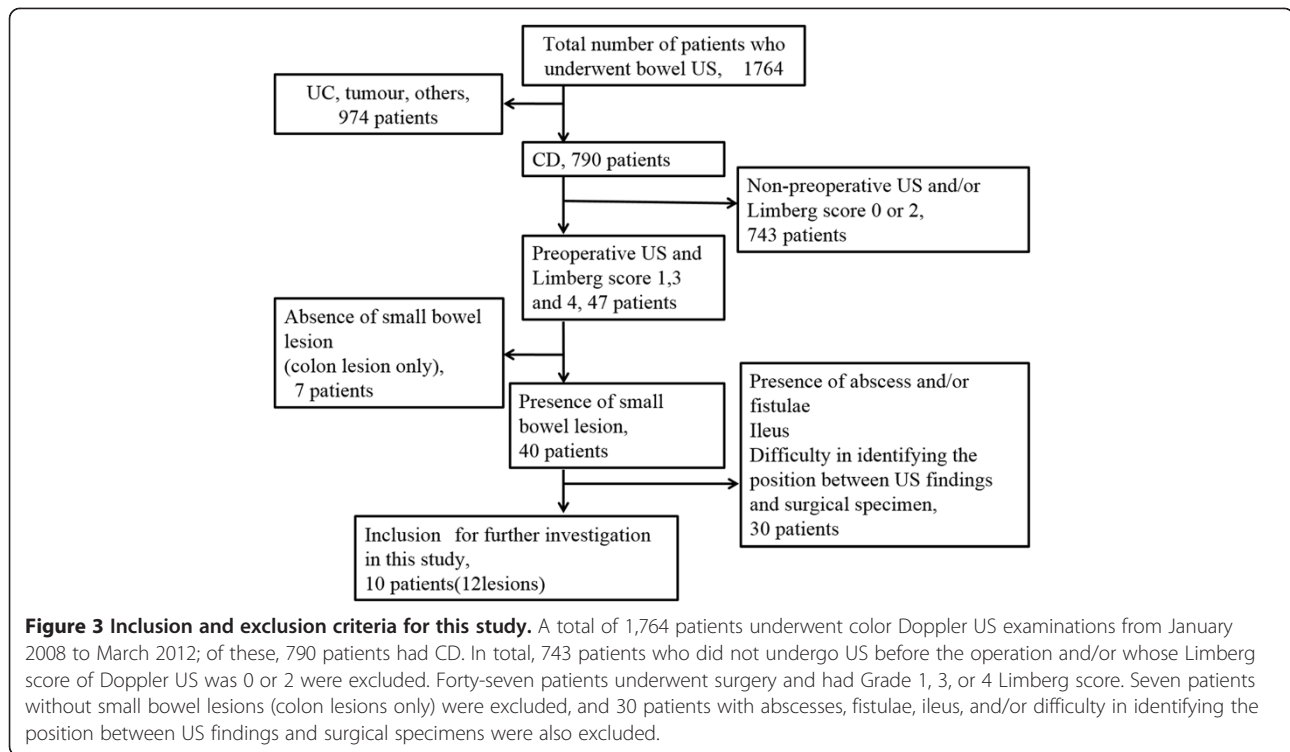 Total number of patients who
underwent bowel US, 1764
UC, tumour, others,
974 patients
CD, 790 patients
Non-preoperative US and/or
Limberg score 0 or 2,
743 patients
Preoperative US and
Limberg score 1,3
and 4, 47 patients
Absence of small bowel
lesion
(colon lesion only),
7 patients
Presence of small
bowel lesion,
40 patients
Presence of abscess and/or
fistulae
Ileus
Difficulty in identifying the
position between US findings
and surgical specimen,
30 patients
Inclusion for further investigation
in this study,
10 patients(12lesions)
Figure 3 Inclusion and exclusion criteria for this study. A total of 1,764 patients underwent color Doppler US examinations from January
2008 to March 2012; of these, 790 patients had CD. In total, 743 patients who did not undergo US before the operation and/or whose Limberg
score of Doppler US was 0 or 2 were excluded. Forty-seven patients underwent surgery and had Grade 1, 3, or 4 Limberg score. Seven patients
without small bowel lesions (colon lesions only) were excluded, and 30 patients with abscesses, fistulae, ileus, and/or difficulty in identifying the
position between US findings and surgical specimens were also excluded.